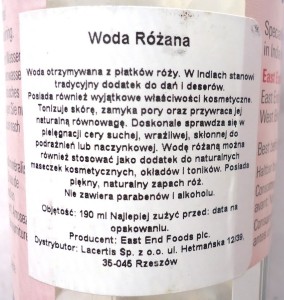 Woda Różana
Woda otrzymywana z płatków róży. W Indiach stanowi
tradycyjny dodatek do dań i deserów.
Posiada również wyjątkowe właściwości kosmetyczne.
Tonizuje skórę, zamyka pory oraz przywraca jej
naturalną równowagę. Doskonale sprawdza się w
pielęgnacji cery suchej, wrażliwej, skłonnej do
podrażnień lub naczynkowej. Wodę różaną można
również stosować jako dodatek do naturalnych
maseczek kosmetycznych, okładów i toników. Posiada
piękny, naturalny zapach róż.
Nie zawiera parabenów i alkoholu.
Objętość: 190 ml Najlepiej zużyć przed: data na
opakowaniu.
Producent: East End Foods plc.
Dystrybutor: Lacertis Sp. z o.o. ul. Hetmańska 12/39,
35-045 Rzeszów